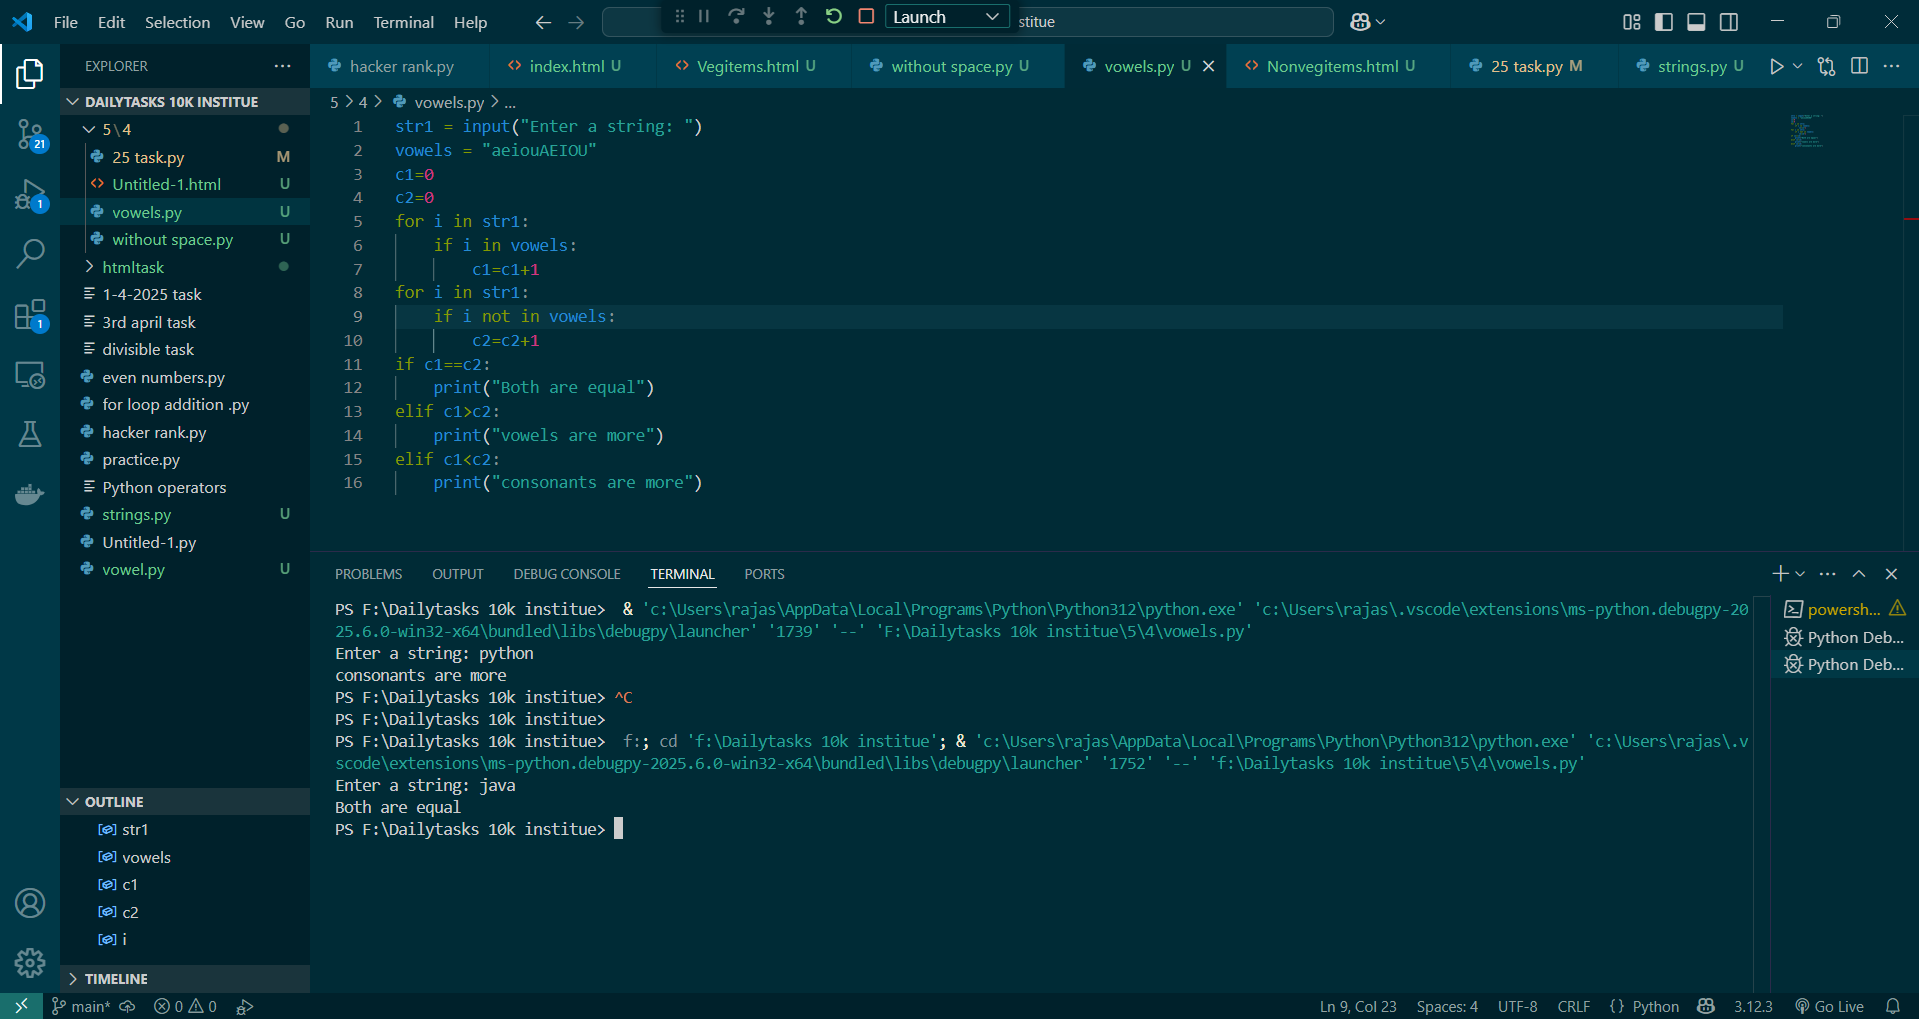 File Edit Selection View Go Run Terminal Help
Launch
stitue
EXPLORER
hacker rank.py
index.html U
Vegitems.html U
without space.py U
vowels.py U
Nonvegitems.html U
25 task.py M
strings.py U
DAILYTASKS 10K INSTITUE
5\4
25 task.py M
Untitled-1.html U
vowels.py U
without space.py U
htmltask
1-4-2025 task
3rd april task
divisible task
even numbers.py
for loop addition .py
hacker rank.py
practice.py
Python operators
strings.py U
Untitled-1.py
vowel.py U
21
1
1
OUTLINE
str1
vowels
c1
c2
i
TIMELINE
5 > 4 > vowels.py > ...
1 str1 = input("Enter a string: ")
2 vowels = "aeiouAEIOU"
3 c1=0
4 c2=0
5 for i in str1:
6 if i in vowels:
7 c1=c1+1
8 for i in str1:
9 if i not in vowels:
10 c2=c2+1
11 if c1==c2:
12 print("Both are equal")
13 elif c1>c2:
14 print("vowels are more")
15 elif c1<c2:
16 print("consonants are more")
PROBLEMS OUTPUT DEBUG CONSOLE TERMINAL PORTS
PS F:\Dailytasks 10k institue> & 'c:\Users\rajas\AppData\Local\Programs\Python\Python312\python.exe' 'c:\Users\rajas\.vscode\extensions\ms-python.debugpy-20
25.6.0-win32-x64\bundled\libs\debugpy\launcher' '1739' '--' 'F:\Dailytasks 10k institue\5\4\vowels.py'
Enter a string: python
consonants are more
PS F:\Dailytasks 10k institue> ^C
PS F:\Dailytasks 10k institue>
PS F:\Dailytasks 10k institue> f:; cd 'f:\Dailytasks 10k institue'; & 'c:\Users\rajas\AppData\Local\Programs\Python\Python312\python.exe' 'c:\Users\rajas\.v
scode\extensions\ms-python.debugpy-2025.6.0-win32-x64\bundled\libs\debugpy\launcher' '1752' '--' 'f:\Dailytasks 10k institue\5\4\vowels.py'
Enter a string: java
Both are equal
PS F:\Dailytasks 10k institue>
powersh...
Python Deb...
Python Deb...
main* 0 0
Ln 9, Col 23 Spaces: 4 UTF-8 CRLF {} Python 3.12.3 Go Live